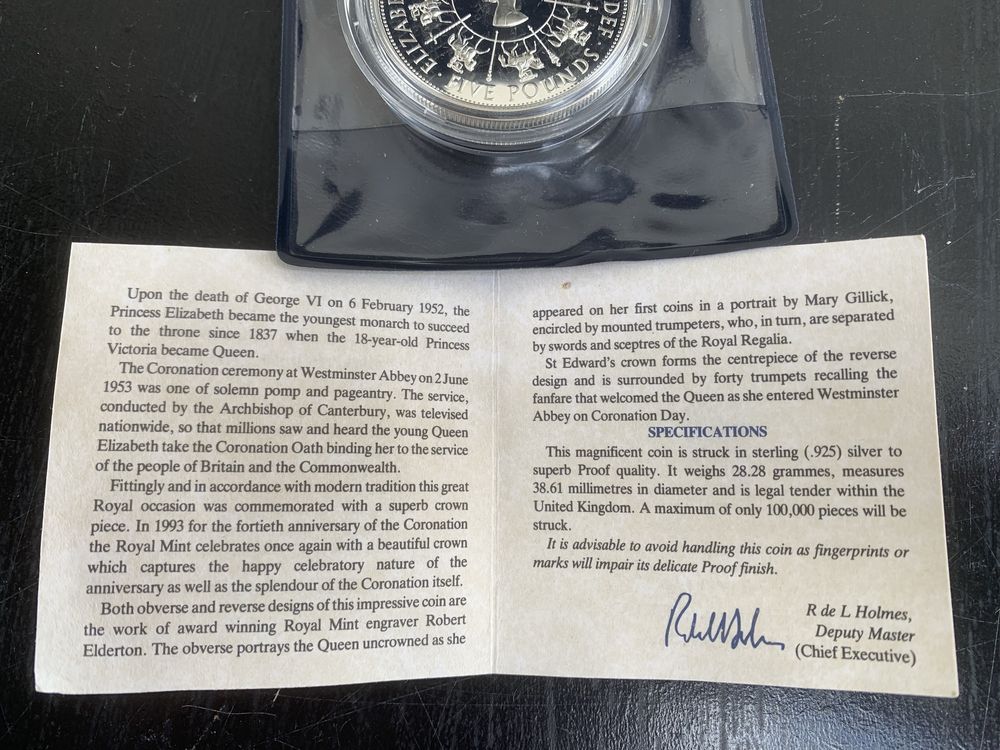 ELIZABE
DEF·
·FIVE POUNDS·
Upon the death of George VI on 6 February 1952, the
Princess Elizabeth became the youngest monarch to succeed
to the throne since 1837 when the 18-year-old Princess
Victoria became Queen.
The Coronation ceremony at Westminster Abbey on 2 June
1953 was one of solemn pomp and pageantry. The service,
conducted by the Archbishop of Canterbury, was televised
nationwide, so that millions saw and heard the young Queen
Elizabeth take the Coronation Oath binding her to the service
of the people of Britain and the Commonwealth.
Fittingly and in accordance with modern tradition this great
Royal occasion was commemorated with a superb crown
piece. In 1993 for the fortieth anniversary of the Coronation
the Royal Mint celebrates once again with a beautiful crown
which captures the happy celebratory nature of the
anniversary as well as the splendour of the Coronation itself.
Both obverse and reverse designs of this impressive coin are
the work of award winning Royal Mint engraver Robert
Elderton. The obverse portrays the Queen uncrowned as she
appeared on her first coins in a portrait by Mary Gillick,
encircled by mounted trumpeters, who, in turn, are separated
by swords and sceptres of the Royal Regalia.
St Edward's crown forms the centrepiece of the reverse
design and is surrounded by forty trumpets recalling the
fanfare that welcomed the Queen as she entered Westminster
Abbey on Coronation Day.
SPECIFICATIONS
This magnificent coin is struck in sterling (.925) silver to
superb Proof quality. It weighs 28.28 grammes, measures
38.61 millimetres in diameter and is legal tender within the
United Kingdom. A maximum of only 100,000 pieces will be
struck.
It is advisable to avoid handling this coin as fingerprints or
marks will impair its delicate Proof finish.
R de L Holmes,
Deputy Master
(Chief Executive)